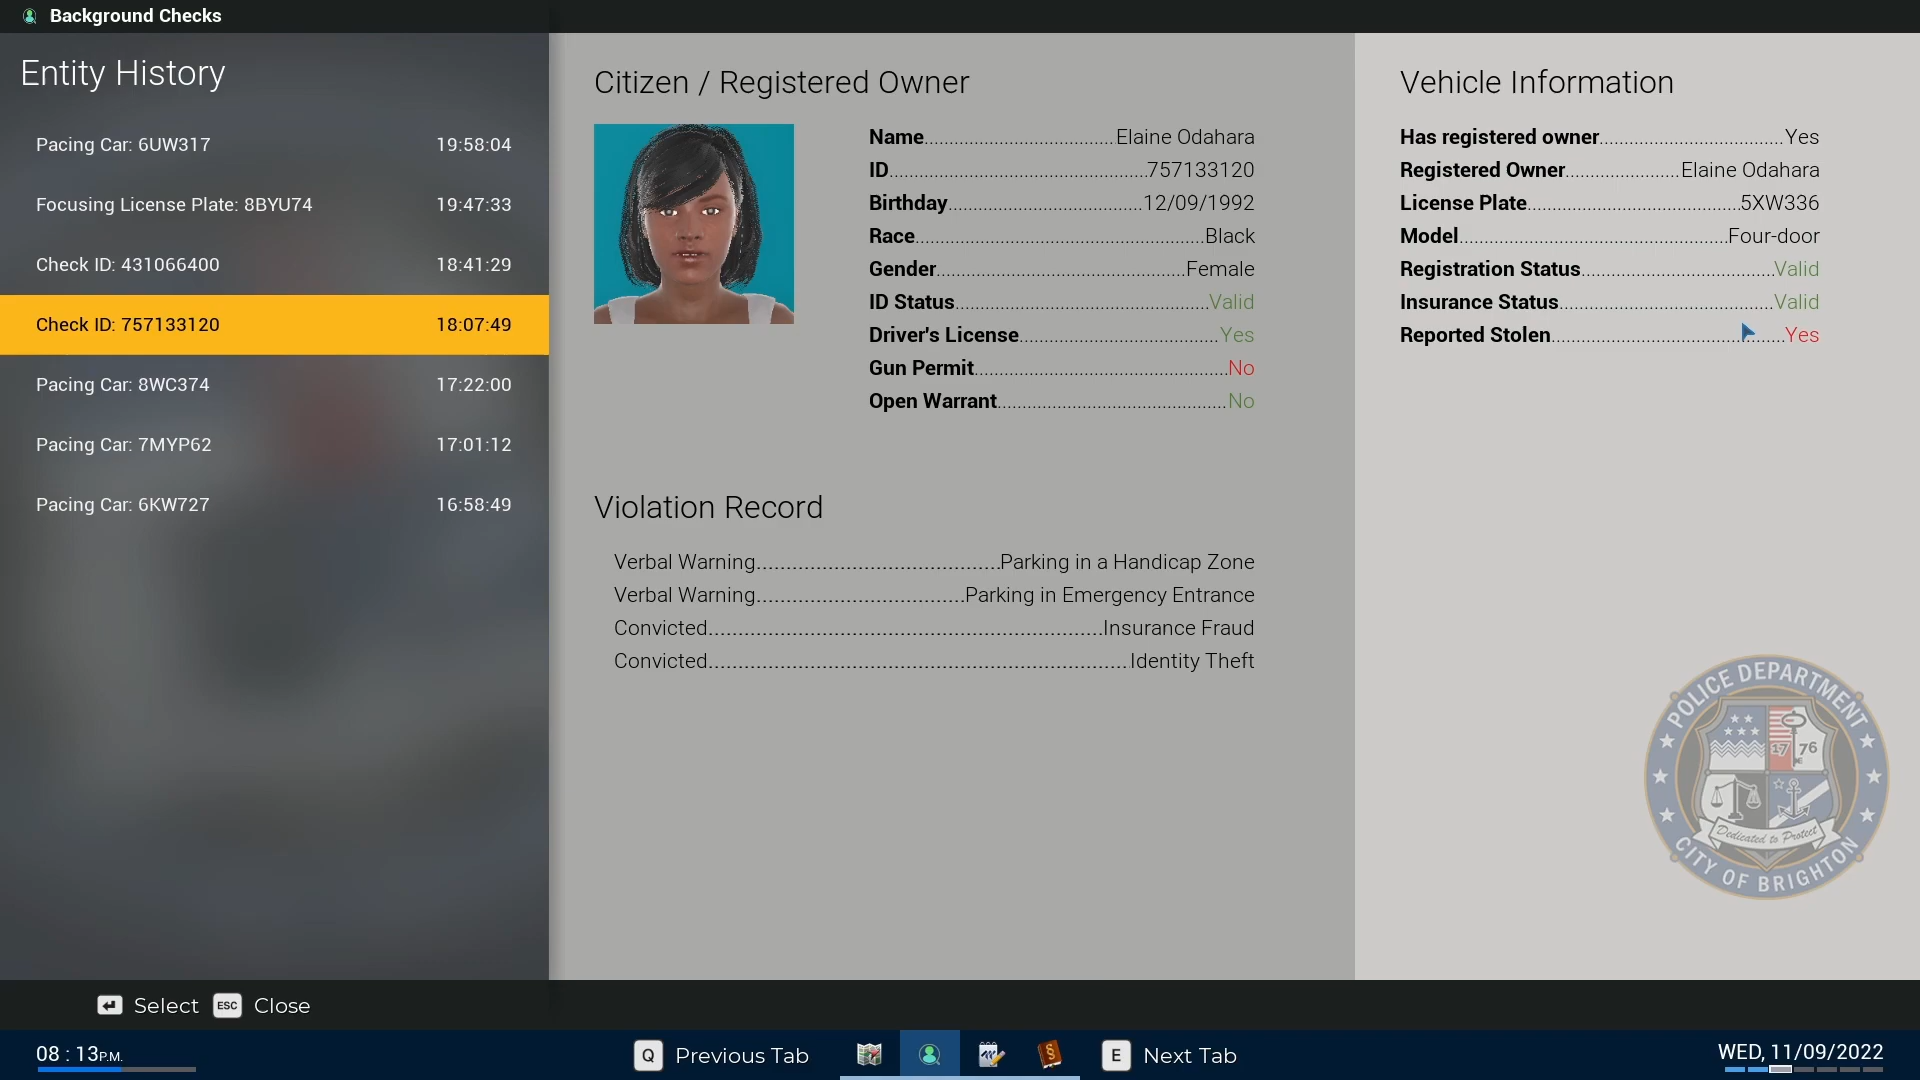 Background Checks
Entity History
Pacing Car: 6UW317 19:58:04
Focusing License Plate: 8BYU74 19:47:33
Check ID: 431066400 18:41:29
Check ID: 757133120 18:07:49
Pacing Car: 8WC374 17:22:00
Pacing Car: 7MYP62 17:01:12
Pacing Car: 6KW727 16:58:49
Citizen / Registered Owner
Name.....................................Elaine Odahara
ID..................................................757133120
Birthday......................................12/09/1992
Race.........................................................Black
Gender.................................................Female
ID Status..................................................Valid
Driver's License.......................................Yes
Gun Permit.................................................No
Open Warrant.............................................No
Violation Record
Verbal Warning.........................................Parking in a Handicap Zone
Verbal Warning...................................Parking in Emergency Entrance
Convicted..................................................................Insurance Fraud
Convicted......................................................................Identity Theft
Vehicle Information
Has registered owner....................................Yes
Registered Owner......................Elaine Odahara
License Plate..........................................5XW336
Model....................................................Four-door
Registration Status.....................................Valid
Insurance Status.........................................Valid
Reported Stolen..............................................Yes
POLICE DEPARTMENT
17 76
Dedicated to Protect
CITY OF BRIGHTON
Select ESC Close
08 : 13 P.M. Q Previous Tab E Next Tab WED, 11/09/2022